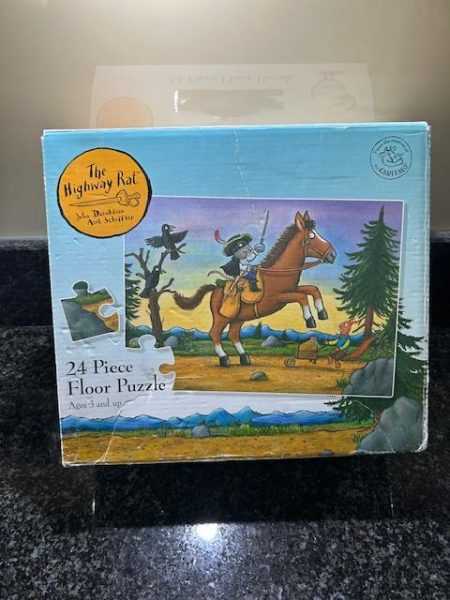 The
Highway Rat
Julia Donaldson
Axel Scheffler
24 Piece
Floor Puzzle
Ages 3 and up